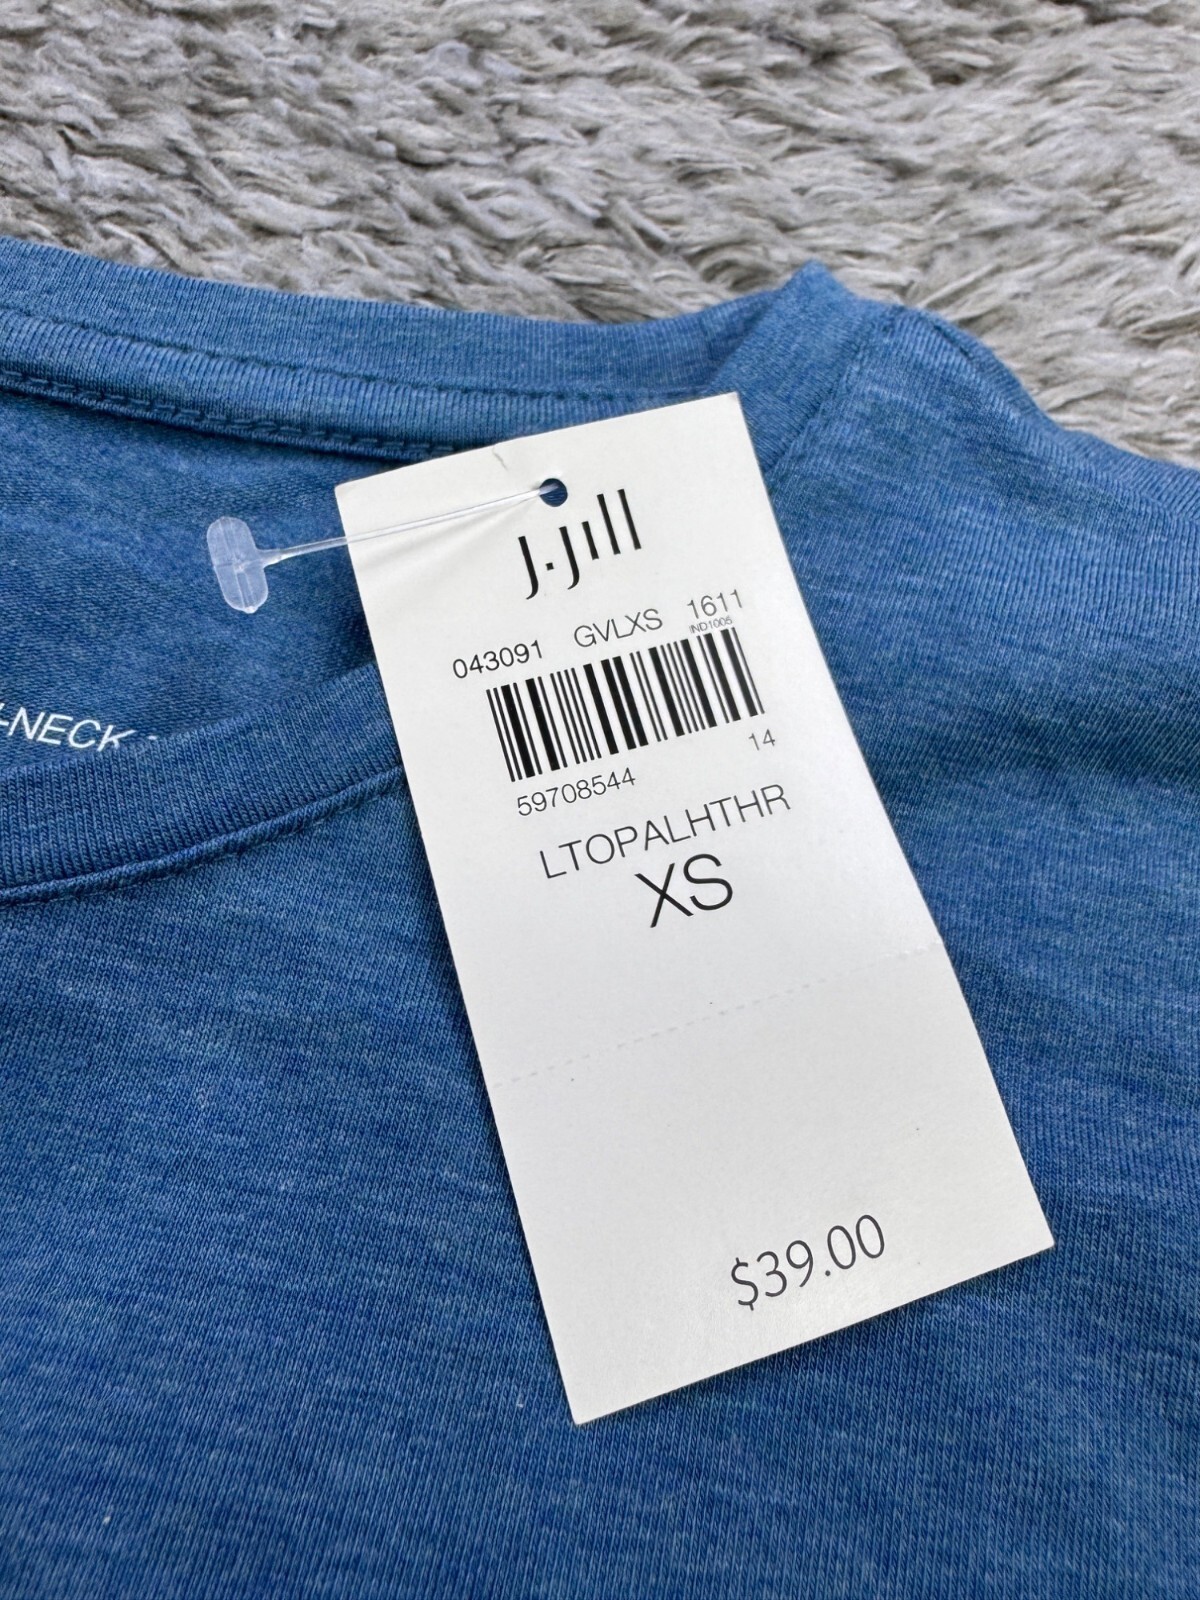 J.Jill
043091 GVLXS 1611
IND1005
14
59708544
LTOPALHTHR
XS
$39.00
-NECK